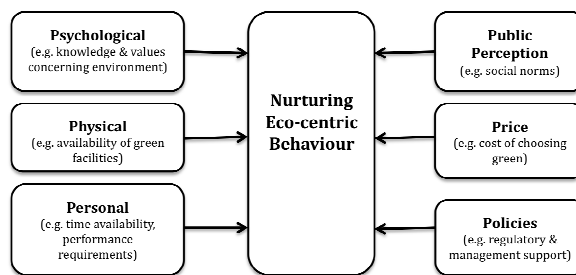 Psychological
(e.g. knowledge & values
concerning environment)
Physical
(e.g. availability of green
facilities)
Personal
(e.g. time availability,
performance
requirements)
Nurturing
Eco-centric
Behaviour
Public
Perception
(e.g. social norms)
Price
(e.g. cost of choosing
green)
Policies
(e.g. regulatory &
management support)